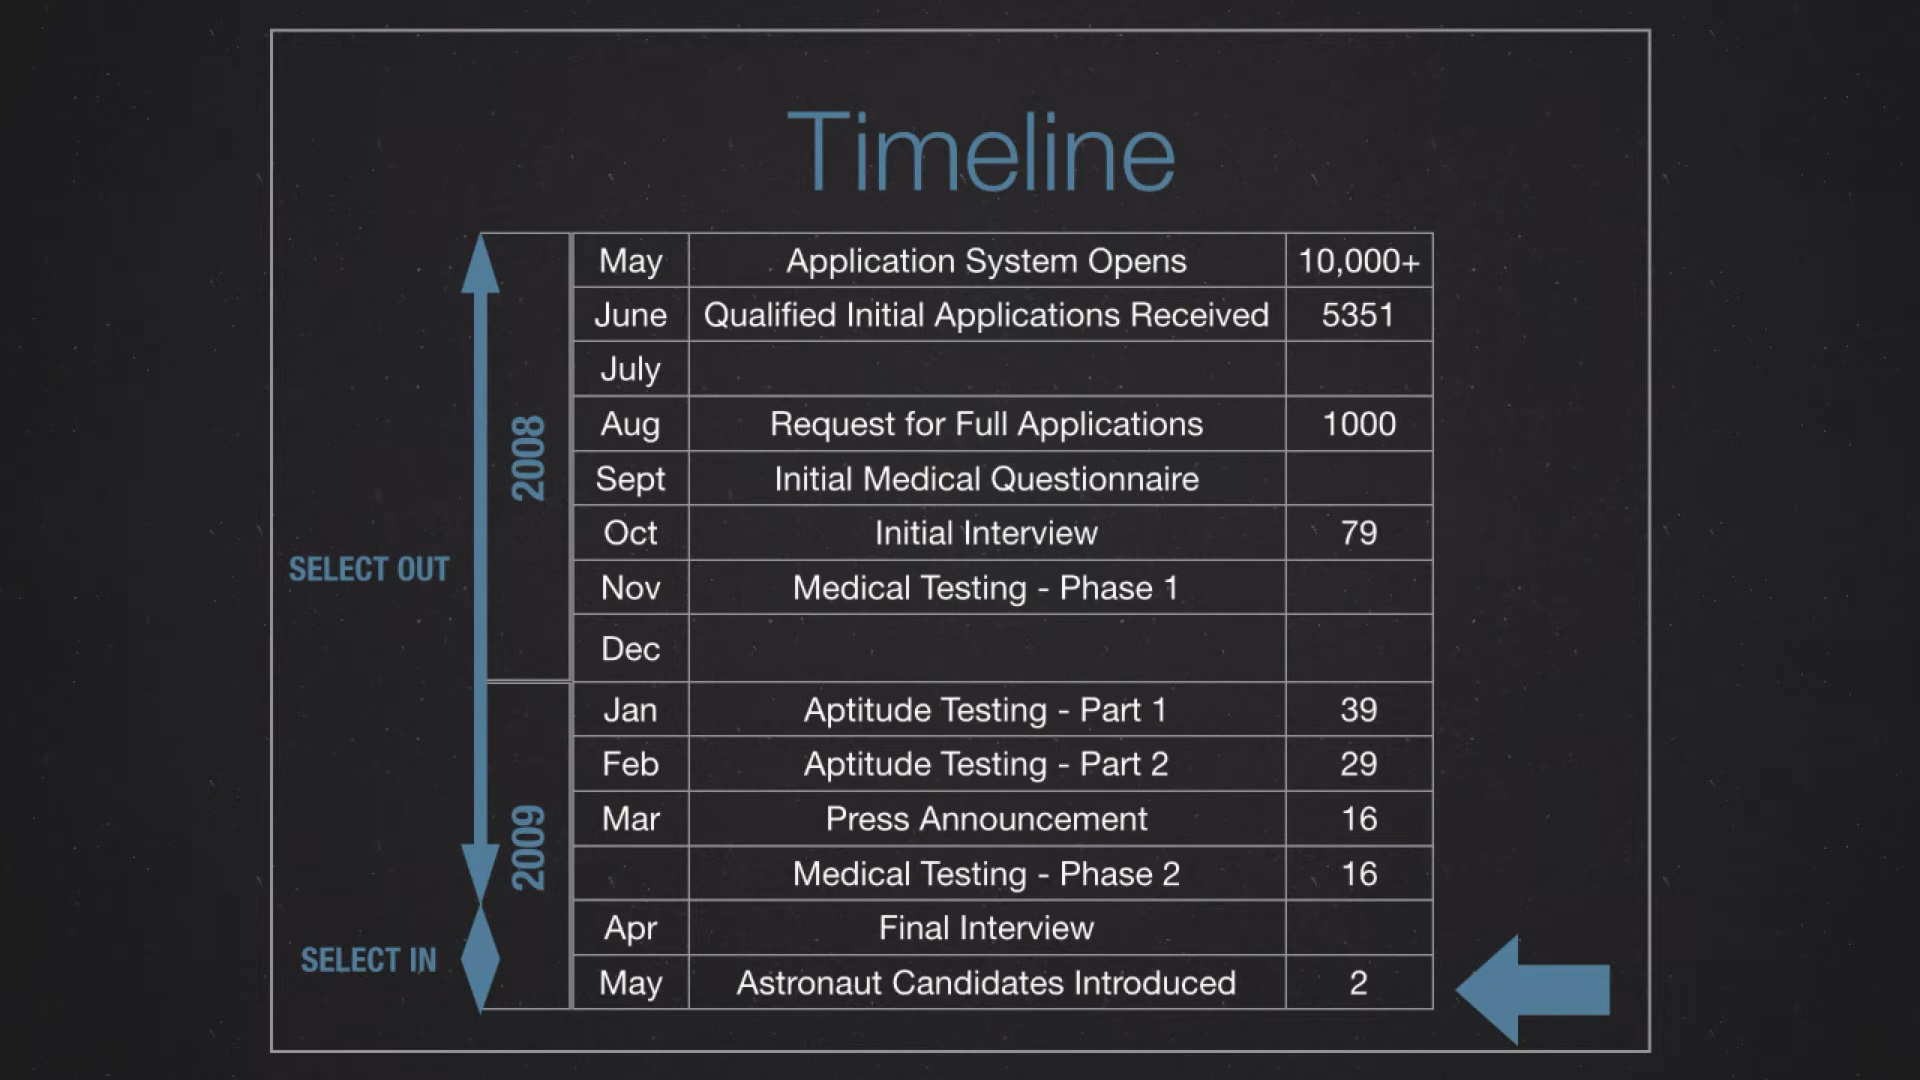 Timeline
May Application System Opens 10,000+
June Qualified Initial Applications Received 5351
July
2008
Aug Request for Full Applications 1000
Sept Initial Medical Questionnaire
Oct Initial Interview 79
SELECT OUT
Nov Medical Testing - Phase 1
Dec
Jan Aptitude Testing - Part 1 39
Feb Aptitude Testing - Part 2 29
Mar Press Announcement 16
2009
Medical Testing - Phase 2 16
Apr Final Interview
SELECT IN
May Astronaut Candidates Introduced 2